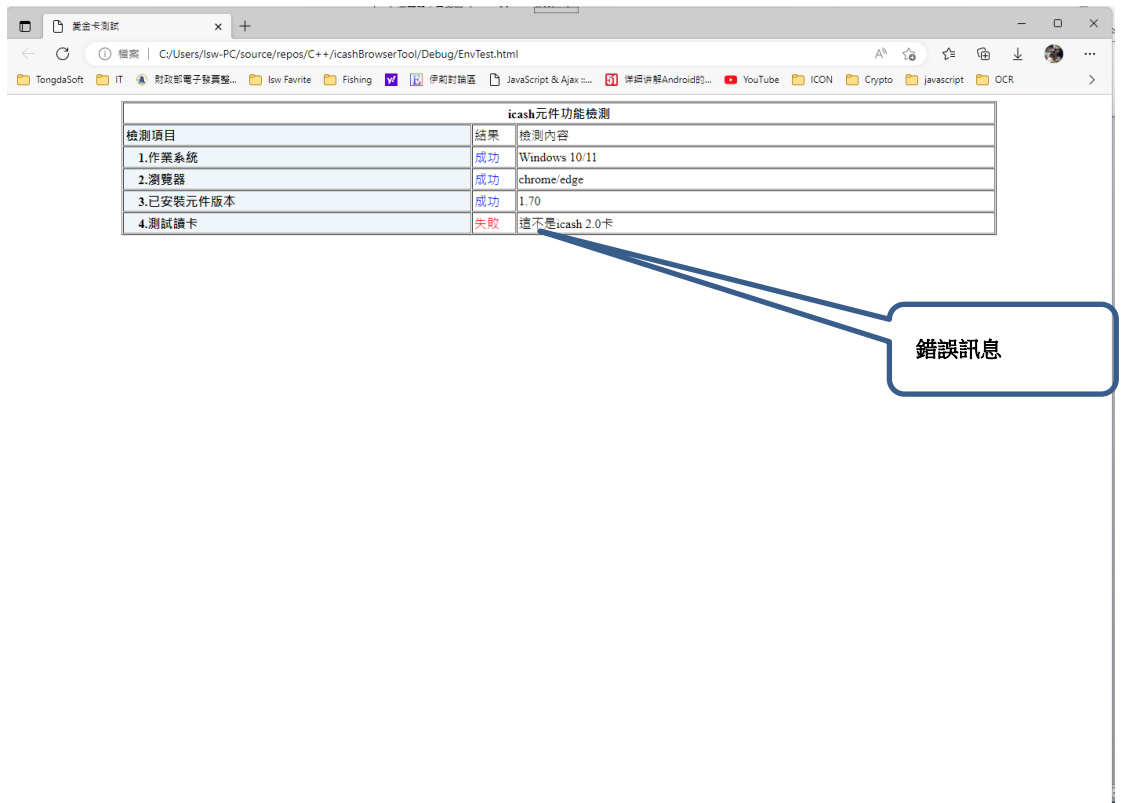 愛金卡測試
檔案 C:/Users/lsw-PC/source/repos/C++/icashBrowserTool/Debug/EnvTest.html
TongdaSoft IT 財政部電子發票整... lsw Favrite Fishing 伊莉討論區 JavaScript & Ajax ::... 51 详细讲解Android的... YouTube ICON Crypto javascript OCR
icash元件功能檢測
檢測項目 結果 檢測內容
1.作業系統 成功 Windows 10/11
2.瀏覽器 成功 chrome/edge
3.已安裝元件版本 成功 1.70
4.測試讀卡 失敗 這不是icash 2.0卡
錯誤訊息